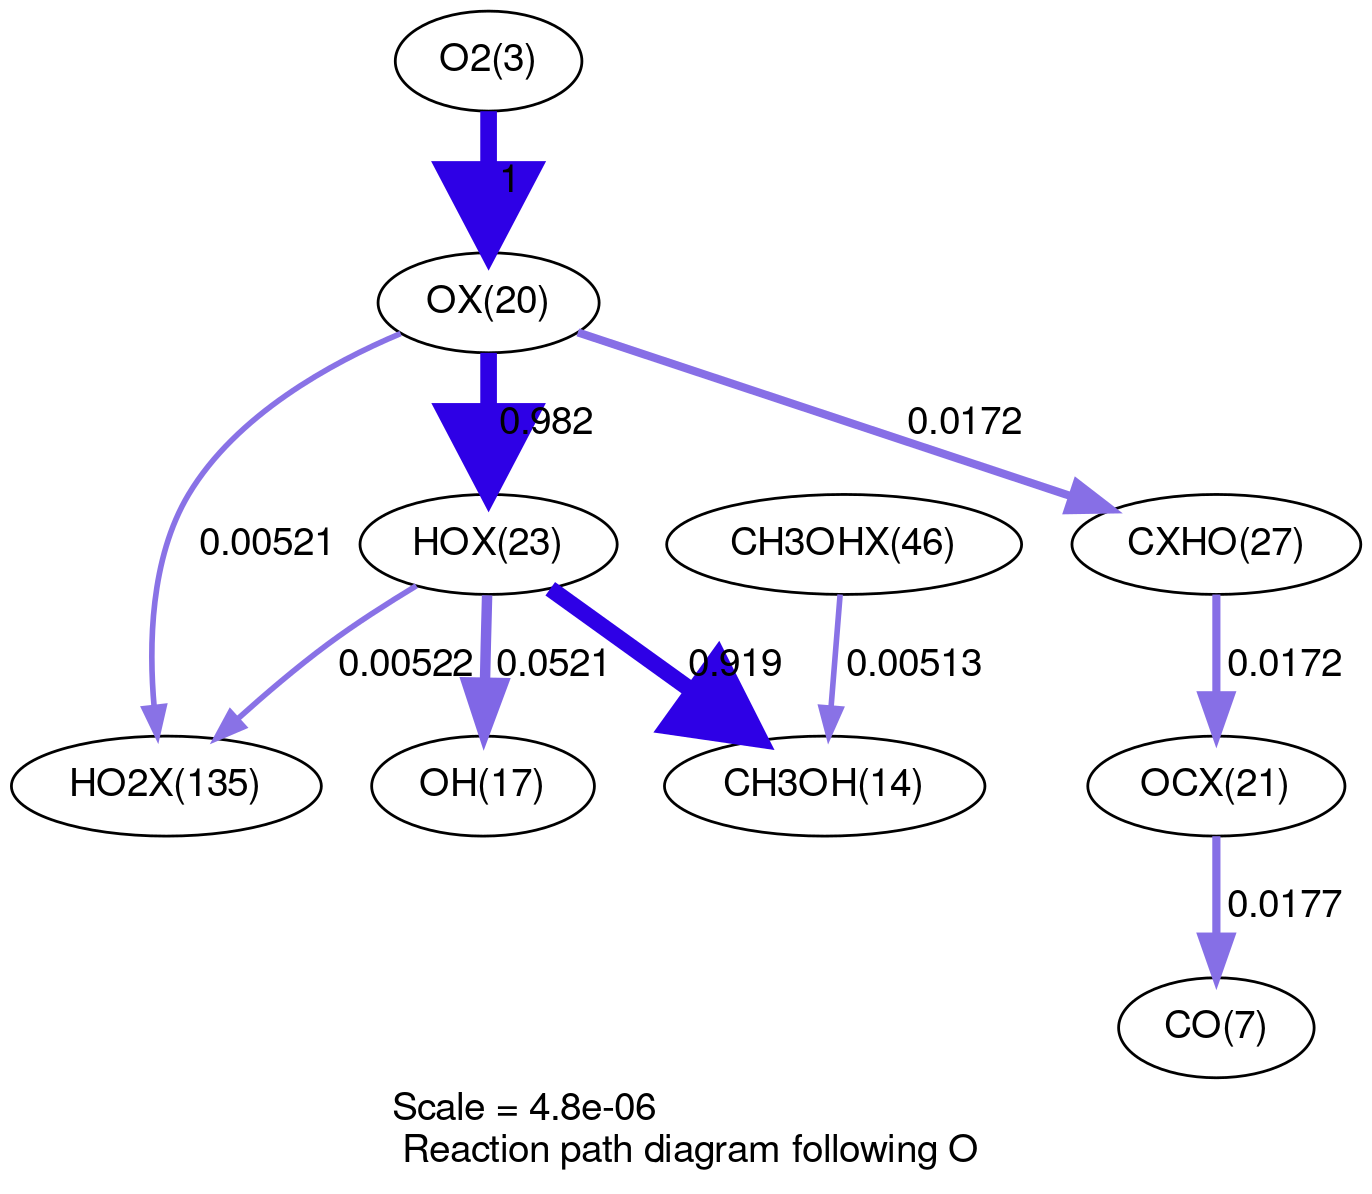 O2(3)
1
OX(20)
0.982
0.0172
HOX(23)
CH3OHX(46)
CXHO(27)
0.00521
0.00522
0.0521
0.919
0.00513
0.0172
HO2X(135)
OH(17)
CH3OH(14)
OCX(21)
0.0177
CO(7)
Scale = 4.8e-06
Reaction path diagram following O